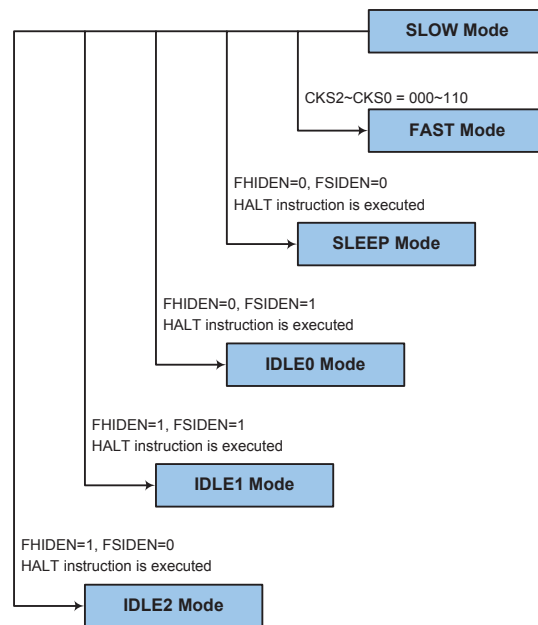 SLOW Mode
CKS2~CKS0 = 000~110
FAST Mode
FHIDEN=0, FSIDEN=0
HALT instruction is executed
SLEEP Mode
FHIDEN=0, FSIDEN=1
HALT instruction is executed
IDLE0 Mode
FHIDEN=1, FSIDEN=1
HALT instruction is executed
IDLE1 Mode
FHIDEN=1, FSIDEN=0
HALT instruction is executed
IDLE2 Mode